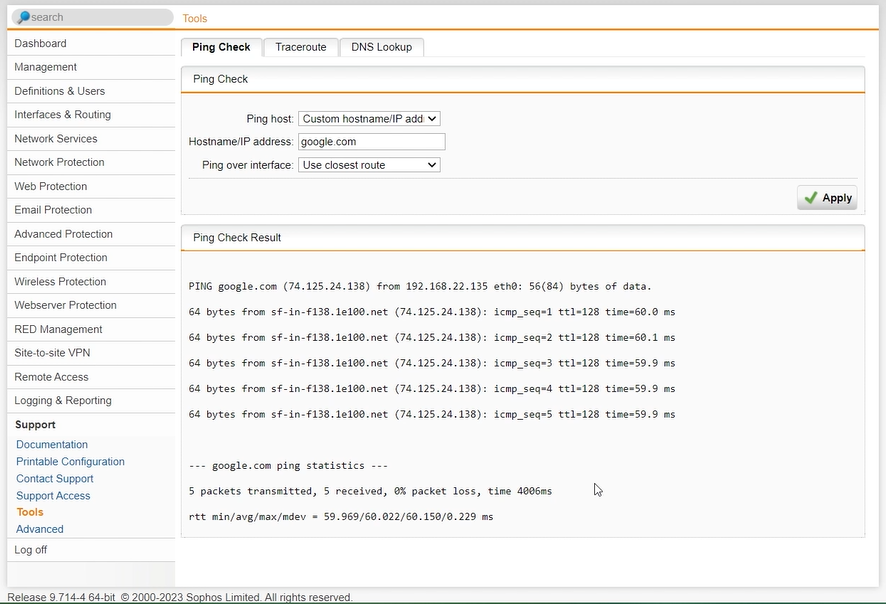 search
Tools
Dashboard
Management
Definitions & Users
Interfaces & Routing
Network Services
Network Protection
Web Protection
Email Protection
Advanced Protection
Endpoint Protection
Wireless Protection
Webserver Protection
RED Management
Site-to-site VPN
Remote Access
Logging & Reporting
Support
Documentation
Printable Configuration
Contact Support
Support Access
Tools
Advanced
Log off
Ping Check Traceroute DNS Lookup
Ping Check
Ping host: Custom hostname/IP add
Hostname/IP address: google.com
Ping over interface: Use closest route
Apply
Ping Check Result
PING google.com (74.125.24.138) from 192.168.22.135 eth0: 56(84) bytes of data.
64 bytes from sf-in-f138.1e100.net (74.125.24.138): icmp_seq=1 ttl=128 time=60.0 ms
64 bytes from sf-in-f138.1e100.net (74.125.24.138): icmp_seq=2 ttl=128 time=60.1 ms
64 bytes from sf-in-f138.1e100.net (74.125.24.138): icmp_seq=3 ttl=128 time=59.9 ms
64 bytes from sf-in-f138.1e100.net (74.125.24.138): icmp_seq=4 ttl=128 time=59.9 ms
64 bytes from sf-in-f138.1e100.net (74.125.24.138): icmp_seq=5 ttl=128 time=59.9 ms
--- google.com ping statistics ---
5 packets transmitted, 5 received, 0% packet loss, time 4006ms
rtt min/avg/max/mdev = 59.969/60.022/60.150/0.229 ms
Release 9.714-4 64-bit © 2000-2023 Sophos Limited. All rights reserved.